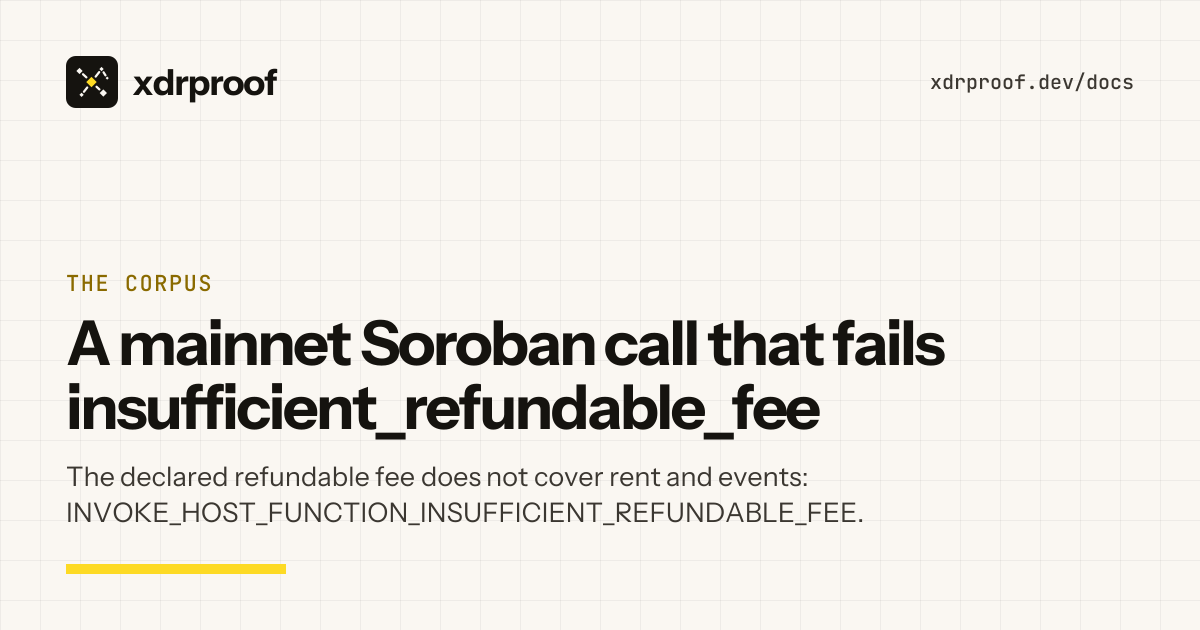 xdrproof
xdrproof.dev/docs
THE CORPUS
A mainnet Soroban call that fails
insufficient_refundable_fee
The declared refundable fee does not cover rent and events:
INVOKE_HOST_FUNCTION_INSUFFICIENT_REFUNDABLE_FEE.